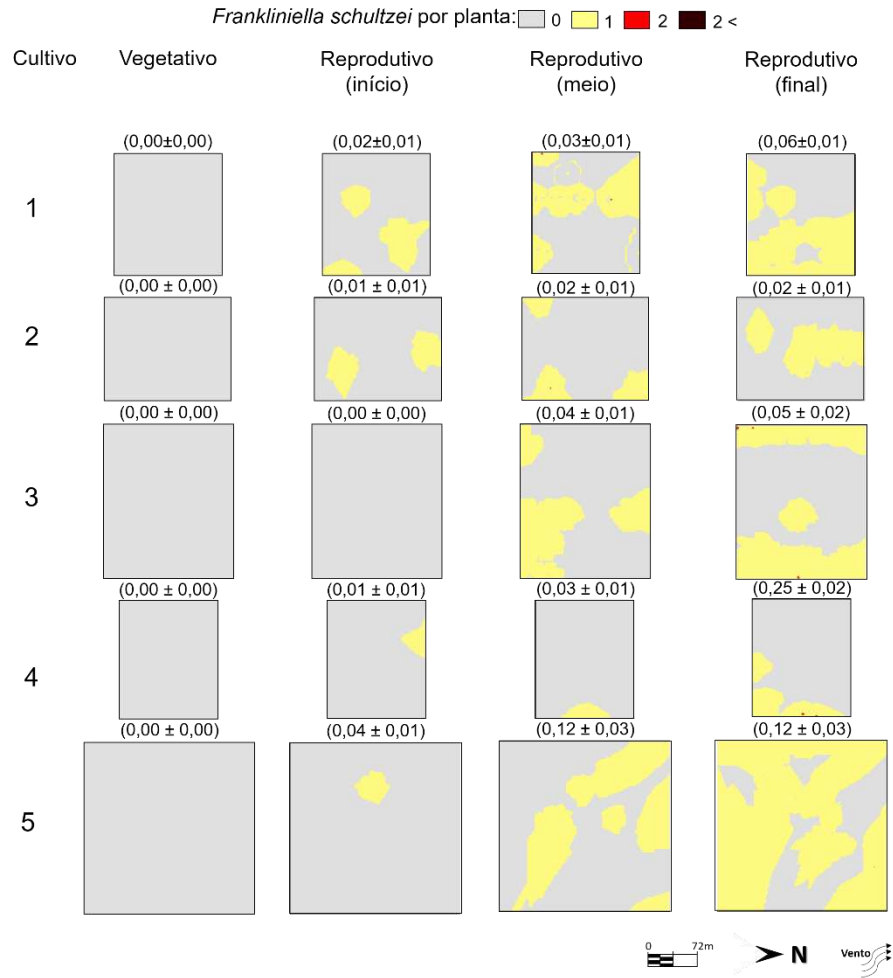 Frankliniella schultzei por planta: 0 1 2 2 <
Cultivo Vegetativo Reprodutivo (início) Reprodutivo (meio) Reprodutivo (final)
(0,00±0,00) (0,02±0,01) (0,03±0,01) (0,06±0,01)
1
(0,00 ± 0,00) (0,01 ± 0,01) (0,02 ± 0,01) (0,02 ± 0,01)
2
(0,00 ± 0,00) (0,00 ± 0,00) (0,04 ± 0,01) (0,05 ± 0,02)
3
(0,00 ± 0,00) (0,01 ± 0,01) (0,03 ± 0,01) (0,25 ± 0,02)
4
(0,00 ± 0,00) (0,04 ± 0,01) (0,12 ± 0,03) (0,12 ± 0,03)
5
0 72m N Vento